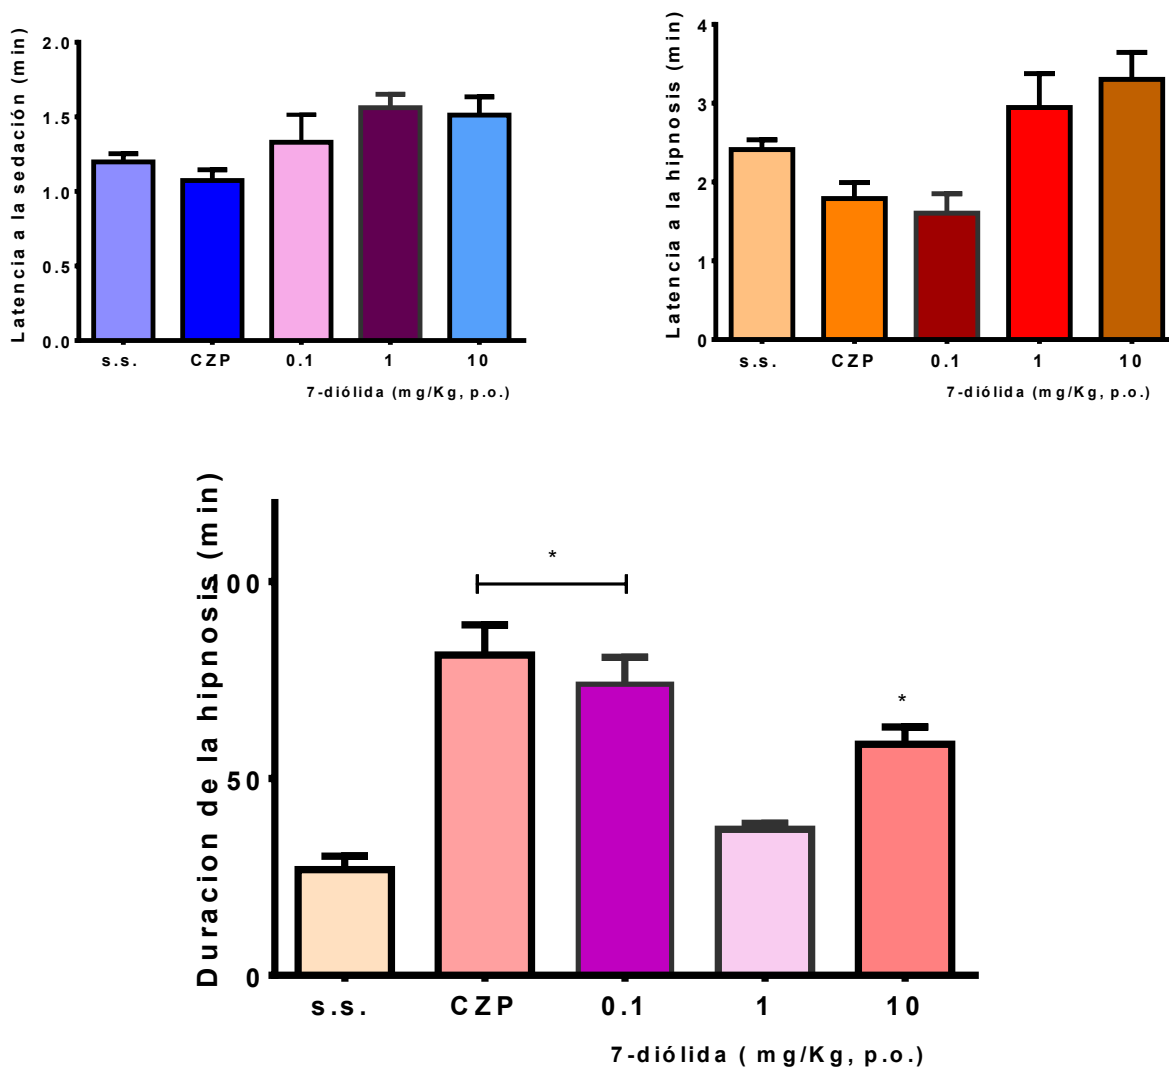 Latencia a la sedación (min)
2.0
1.5
1.0
0.5
0.0
s.s. CZP 0.1 1 10
7-diólida (mg/Kg, p.o.)
Latencia a la hipnosis (min)
4
3
2
1
0
s.s. CZP 0.1 1 10
7-diólida (mg/Kg, p.o.)
Duracion de la hipnosis (min)
100
50
0
*
*
s.s. CZP 0.1 1 10
7-diólida ( mg/Kg, p.o.)